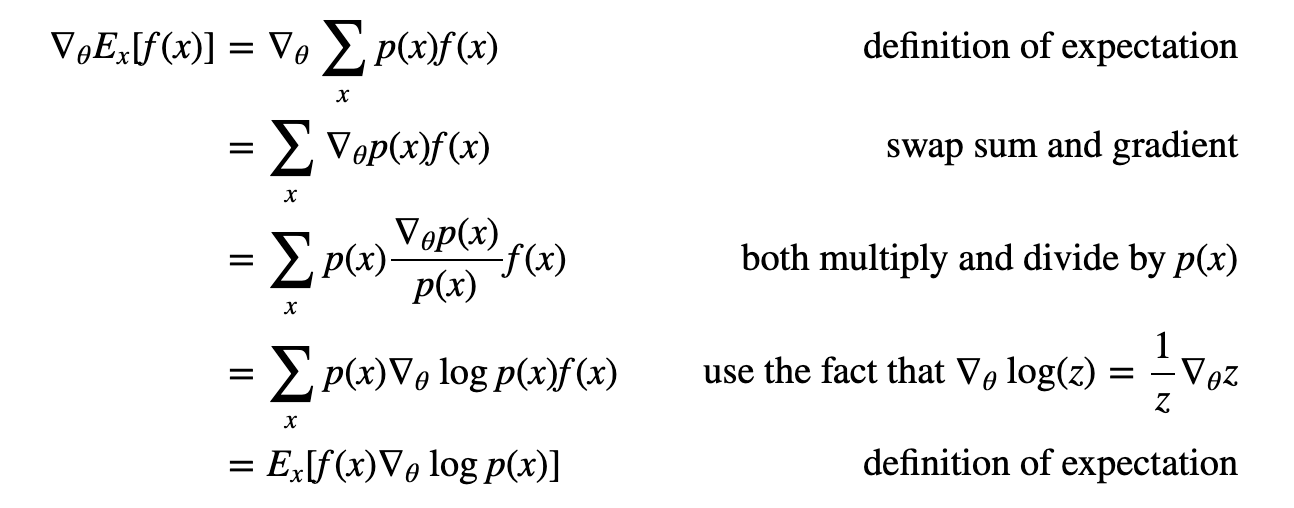 ∇θEx[f(x)] = ∇θ ∑x p(x)f(x) definition of expectation
= ∑x ∇θp(x)f(x) swap sum and gradient
= ∑x p(x) ∇θp(x)/p(x) f(x) both multiply and divide by p(x)
= ∑x p(x)∇θ log p(x)f(x) use the fact that ∇θ log(z) = 1/z ∇θz
= Ex[f(x)∇θ log p(x)] definition of expectation